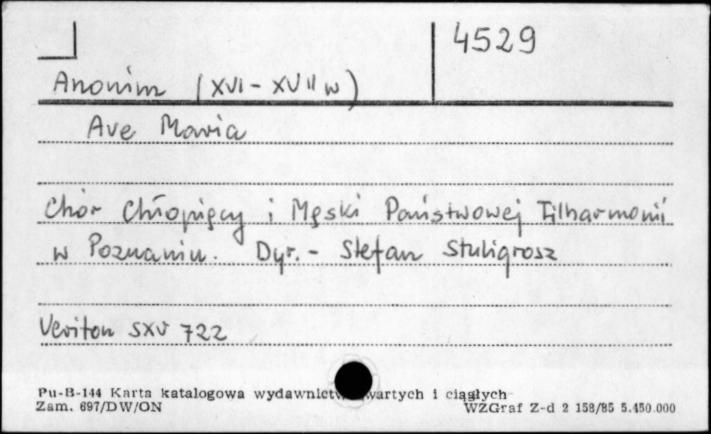 4529
Anonim (XVI - XVII w)
Ave Maria
Chór Chłopięcy i Męski Państwowej Filharmonii
w Poznaniu. Dyr. - Stefan Stuligrosz
Veriton SXV 722
Pu-B-144 Karta katalogowa wydawnictw zwartych i ciągłych
Zam. 697/DW/ON WZGraf Z-d 2 158/85 5.450.000